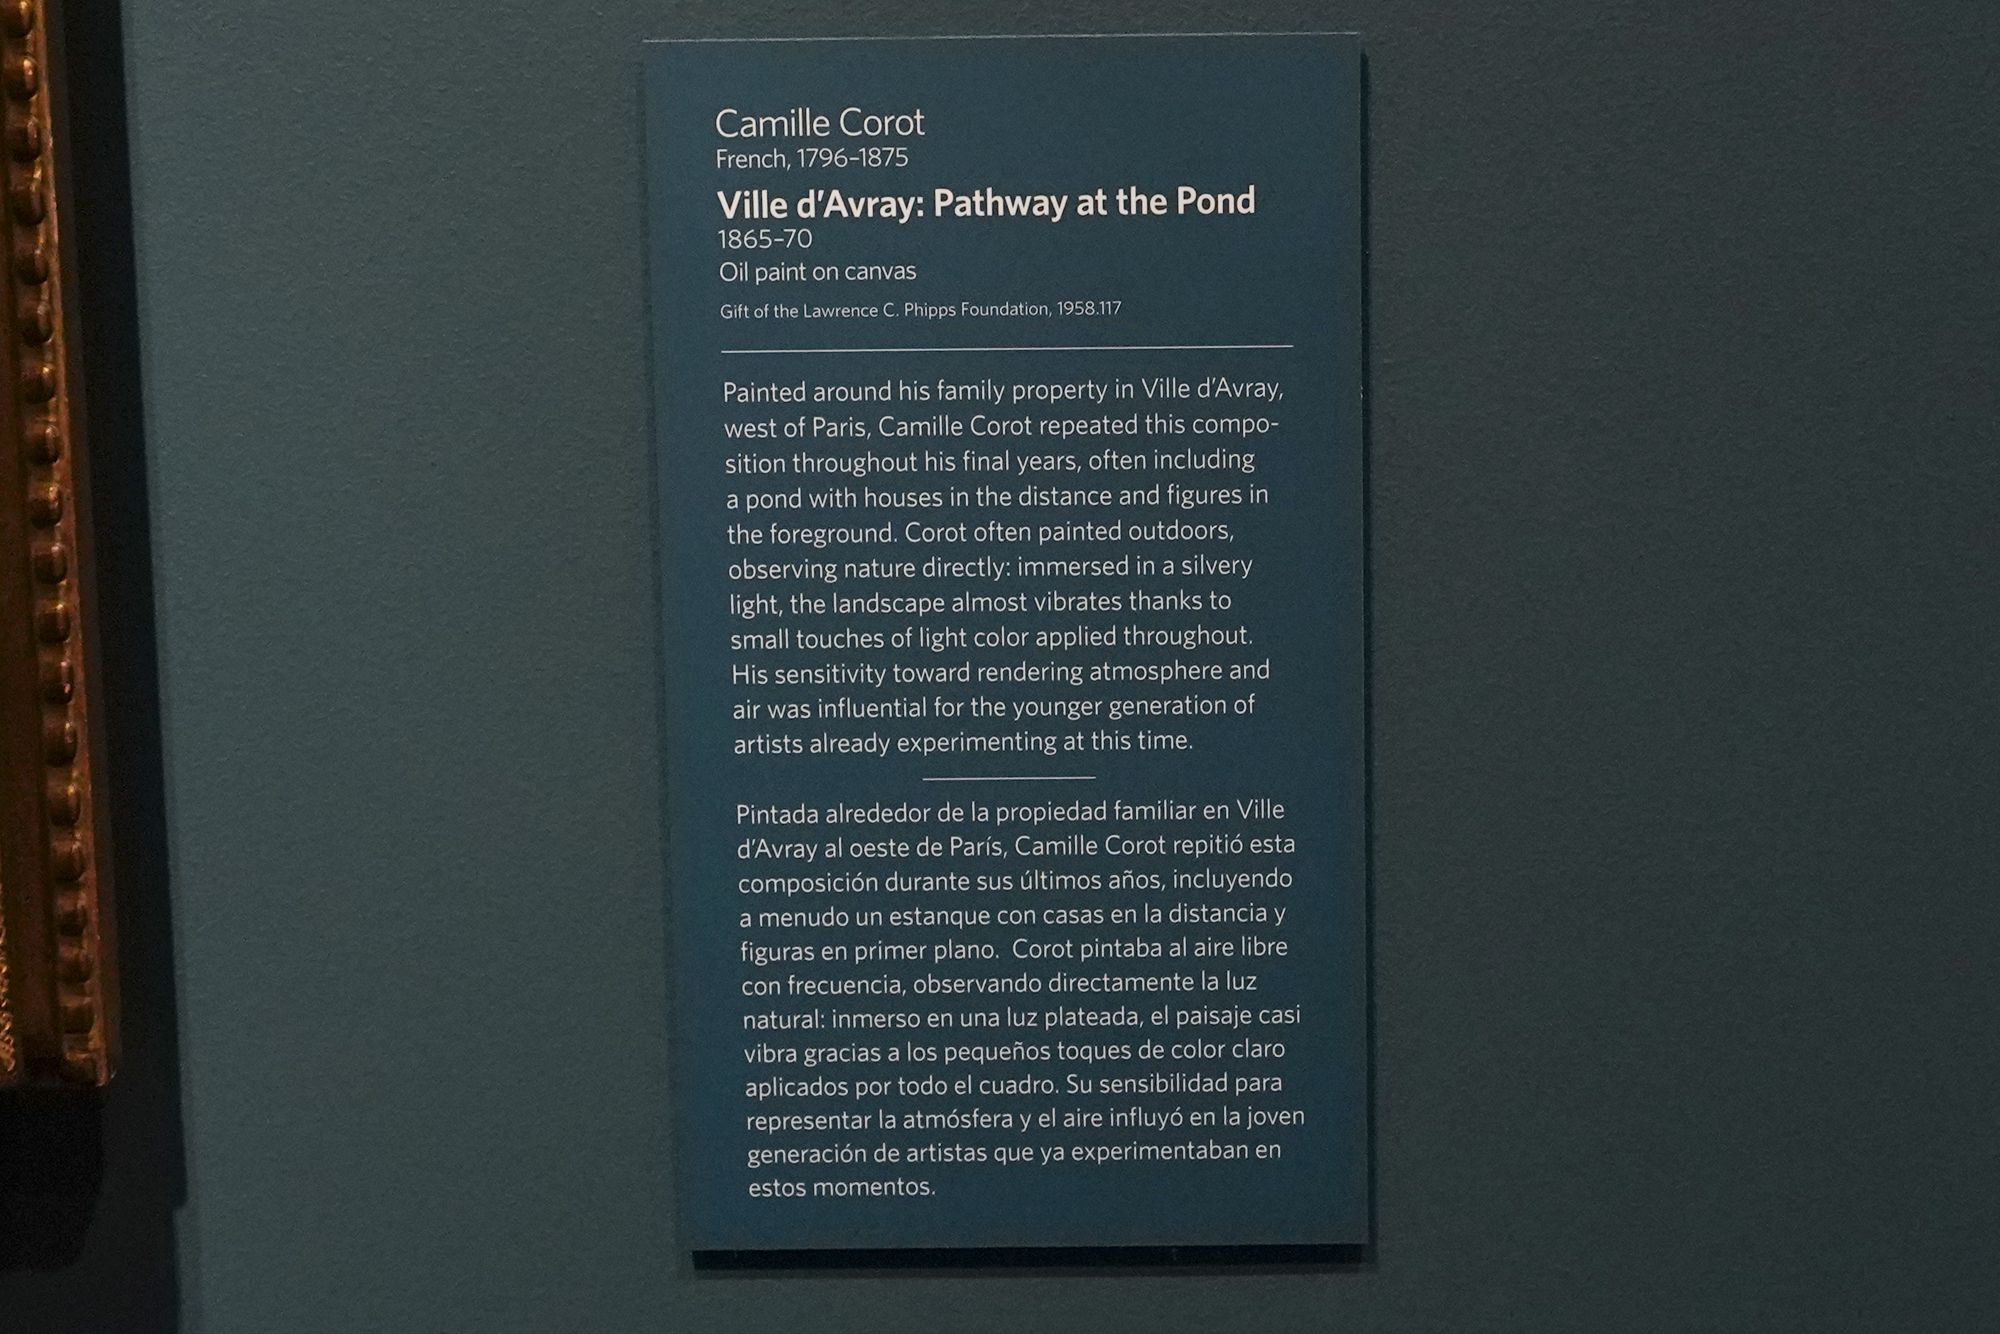 Camille Corot
French, 1796–1875
Ville d’Avray: Pathway at the Pond
1865–70
Oil paint on canvas
Gift of the Lawrence C. Phipps Foundation, 1958.117
Painted around his family property in Ville d’Avray,
west of Paris, Camille Corot repeated this compo-
sition throughout his final years, often including
a pond with houses in the distance and figures in
the foreground. Corot often painted outdoors,
observing nature directly: immersed in a silvery
light, the landscape almost vibrates thanks to
small touches of light color applied throughout.
His sensitivity toward rendering atmosphere and
air was influential for the younger generation of
artists already experimenting at this time.
Pintada alrededor de la propiedad familiar en Ville
d’Avray al oeste de París, Camille Corot repitió esta
composición durante sus últimos años, incluyendo
a menudo un estanque con casas en la distancia y
figuras en primer plano.  Corot pintaba al aire libre
con frecuencia, observando directamente la luz
natural: inmerso en una luz plateada, el paisaje casi
vibra gracias a los pequeños toques de color claro
aplicados por todo el cuadro. Su sensibilidad para
representar la atmósfera y el aire influyó en la joven
generación de artistas que ya experimentaban en
estos momentos.